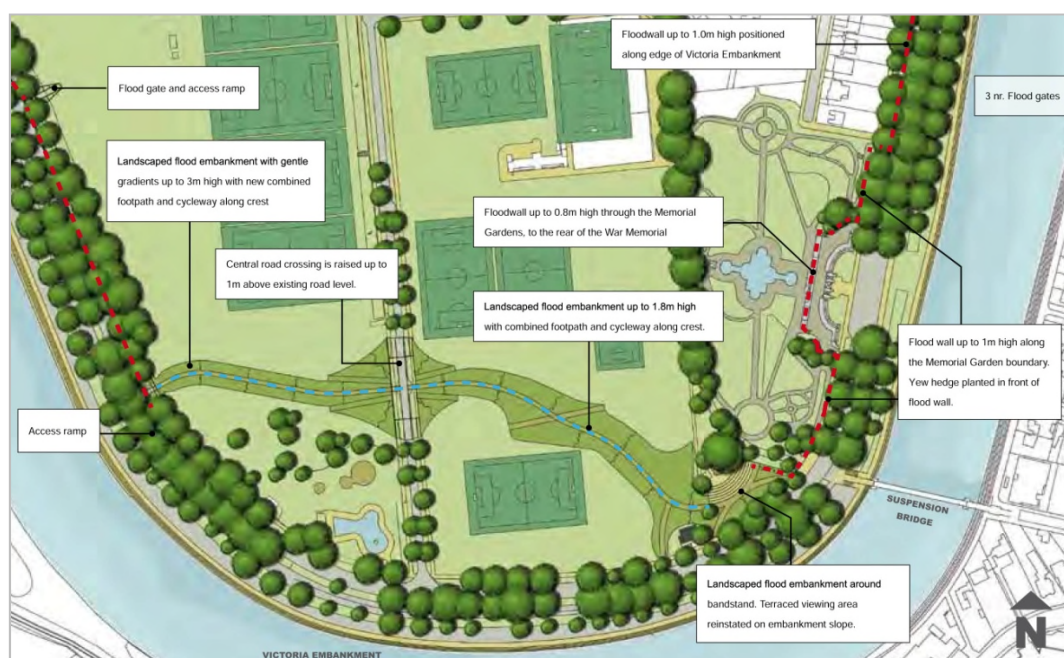 Floodwall up to 1.0m high positioned
along edge of Victoria Embankment
Flood gate and access ramp
3 nr. Flood gates
Landscaped flood embankment with gentle
gradients up to 3m high with new combined
footpath and cycleway along crest
Floodwall up to 0.8m high through the Memorial
Gardens, to the rear of the War Memorial
Central road crossing is raised up to
1m above existing road level.
Landscaped flood embankment up to 1.8m high
with combined footpath and cycleway along crest.
Flood wall up to 1m high along
the Memorial Garden boundary.
Yew hedge planted in front of
flood wall.
Access ramp
SUSPENSION
BRIDGE
Landscaped flood embankment around
bandstand. Terraced viewing area
reinstated on embankment slope.
N
VICTORIA EMBANKMENT